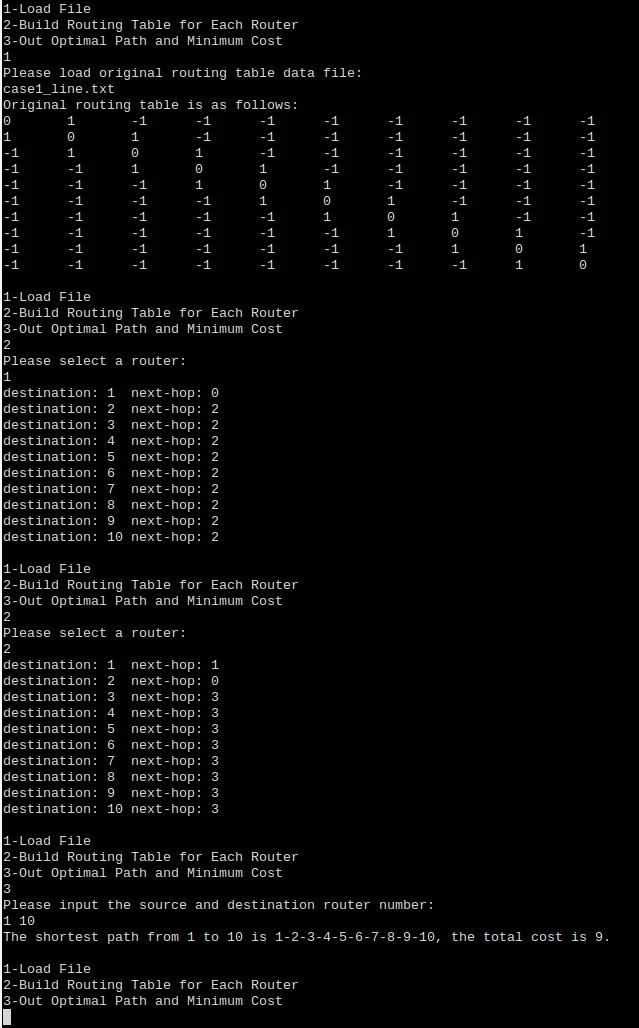 1-Load File
2-Build Routing Table for Each Router
3-Out Optimal Path and Minimum Cost
1
Please load original routing table data file:
case1_line.txt
Original routing table is as follows:
0 1 -1 -1 -1 -1 -1 -1 -1 -1
1 0 1 -1 -1 -1 -1 -1 -1 -1
-1 1 0 1 -1 -1 -1 -1 -1 -1
-1 -1 1 0 1 -1 -1 -1 -1 -1
-1 -1 -1 1 0 1 -1 -1 -1 -1
-1 -1 -1 -1 1 0 1 -1 -1 -1
-1 -1 -1 -1 -1 1 0 1 -1 -1
-1 -1 -1 -1 -1 -1 1 0 1 -1
-1 -1 -1 -1 -1 -1 -1 1 0 1
-1 -1 -1 -1 -1 -1 -1 -1 1 0
1-Load File
2-Build Routing Table for Each Router
3-Out Optimal Path and Minimum Cost
2
Please select a router:
1
destination: 1 next-hop: 0
destination: 2 next-hop: 2
destination: 3 next-hop: 2
destination: 4 next-hop: 2
destination: 5 next-hop: 2
destination: 6 next-hop: 2
destination: 7 next-hop: 2
destination: 8 next-hop: 2
destination: 9 next-hop: 2
destination: 10 next-hop: 2
1-Load File
2-Build Routing Table for Each Router
3-Out Optimal Path and Minimum Cost
2
Please select a router:
2
destination: 1 next-hop: 1
destination: 2 next-hop: 0
destination: 3 next-hop: 3
destination: 4 next-hop: 3
destination: 5 next-hop: 3
destination: 6 next-hop: 3
destination: 7 next-hop: 3
destination: 8 next-hop: 3
destination: 9 next-hop: 3
destination: 10 next-hop: 3
1-Load File
2-Build Routing Table for Each Router
3-Out Optimal Path and Minimum Cost
3
Please input the source and destination router number:
1 10
The shortest path from 1 to 10 is 1-2-3-4-5-6-7-8-9-10, the total cost is 9.
1-Load File
2-Build Routing Table for Each Router
3-Out Optimal Path and Minimum Cost